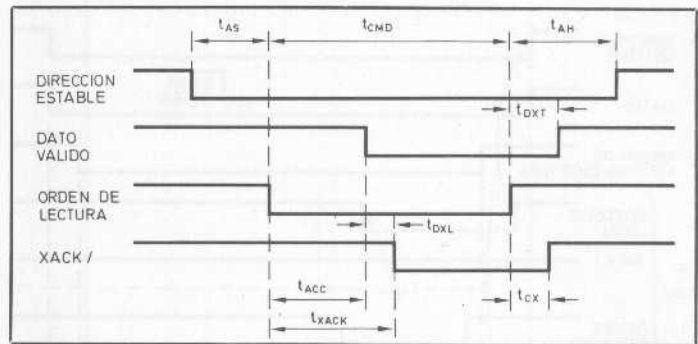 tAS tCMD tAH
DIRECCION
ESTABLE
tDXT
DATO
VALIDO
ORDEN DE
LECTURA
tDXL
XACK /
tACC tCX
tXACK